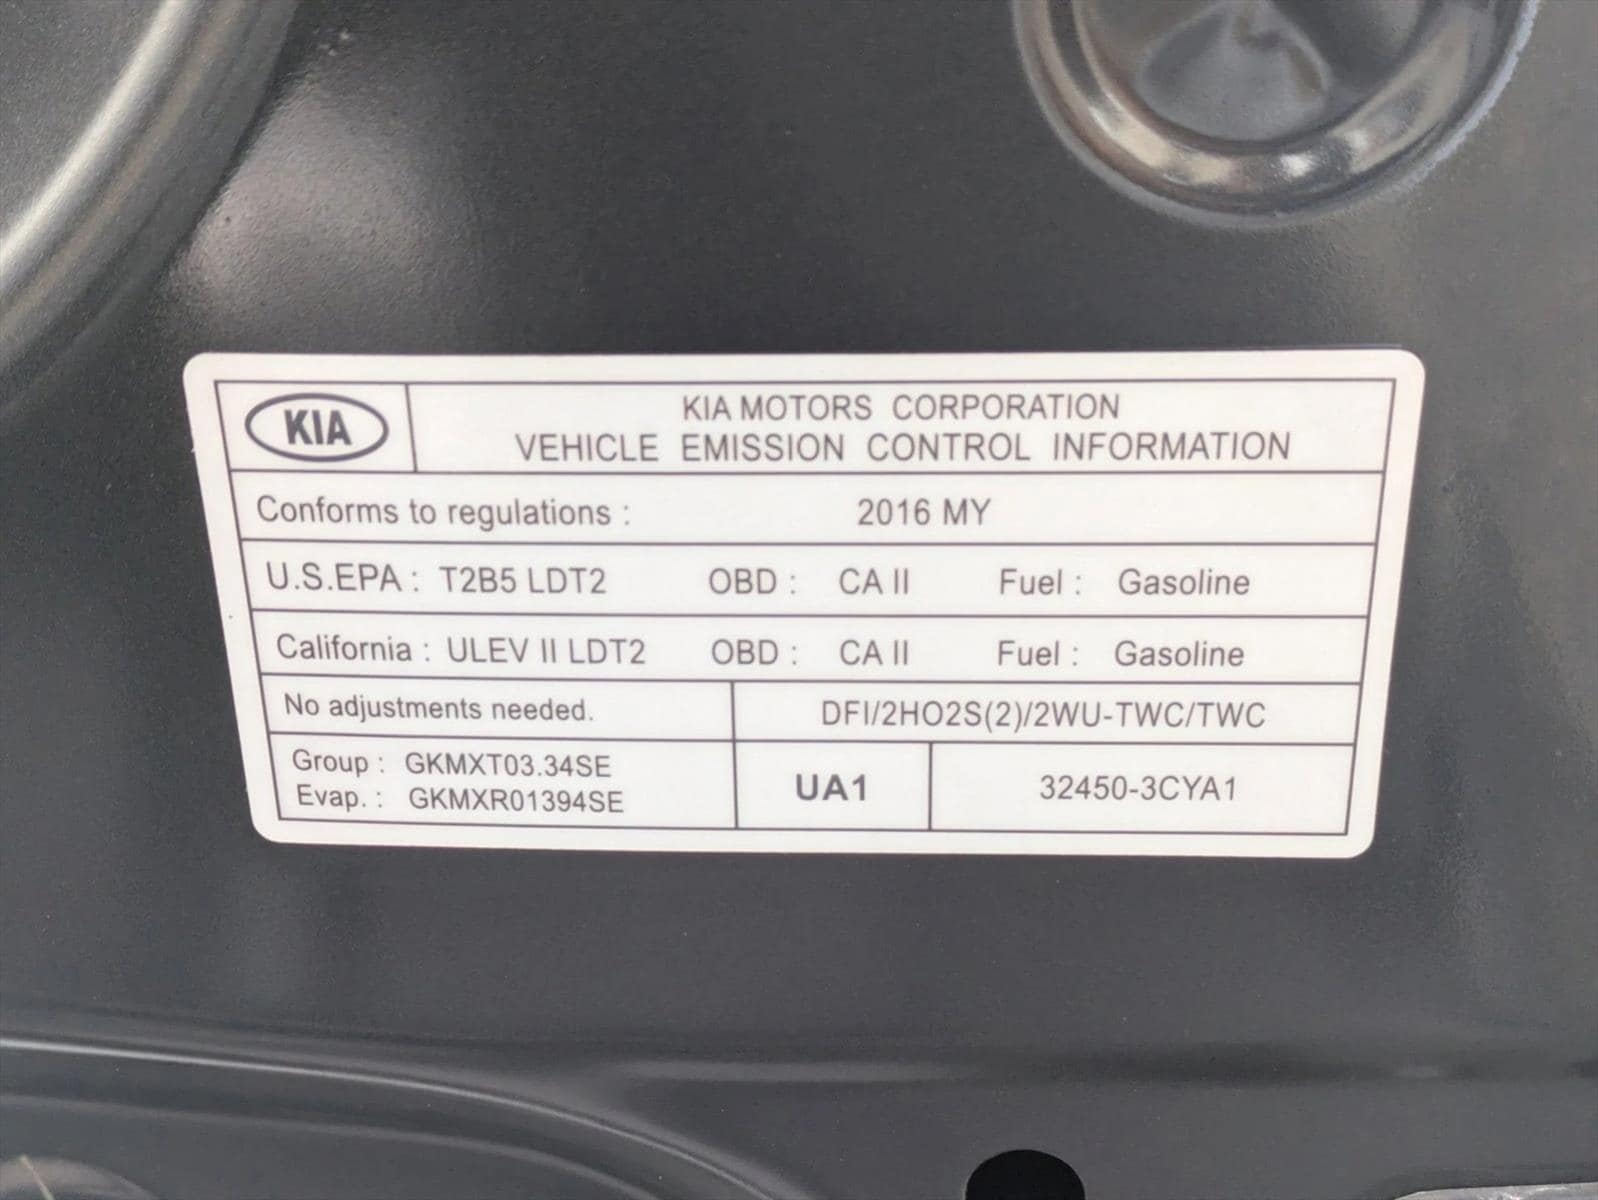 KIA
KIA MOTORS CORPORATION
VEHICLE EMISSION CONTROL INFORMATION
Conforms to regulations : 2016 MY
U.S.EPA : T2B5 LDT2 OBD : CA II Fuel : Gasoline
California : ULEV II LDT2 OBD : CA II Fuel : Gasoline
No adjustments needed. DFI/2HO2S(2)/2WU-TWC/TWC
Group : GKMXT03.34SE
Evap. : GKMXR01394SE
UA1
32450-3CYA1